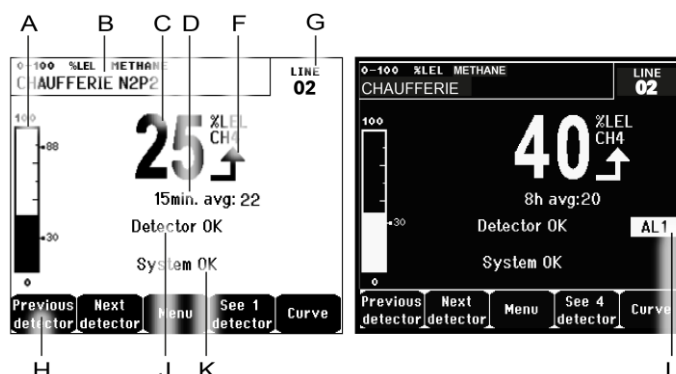 A B C D F G
0-100 %LEL METHANE
CHAUFFERIE N2P2
LINE
02
100
88
30
0
25
%LEL
CH4
15min. avg: 22
Detector OK
System OK
Previous detector
Next detector
Menu
See 1 detector
Curve
H J K
0-100 %LEL METHANE
CHAUFFERIE
LINE
02
100
30
0
40
%LEL
CH4
8h avg:20
Detector OK
AL1
System OK
Previous detector
Next detector
Menu
See 4 detector
Curve